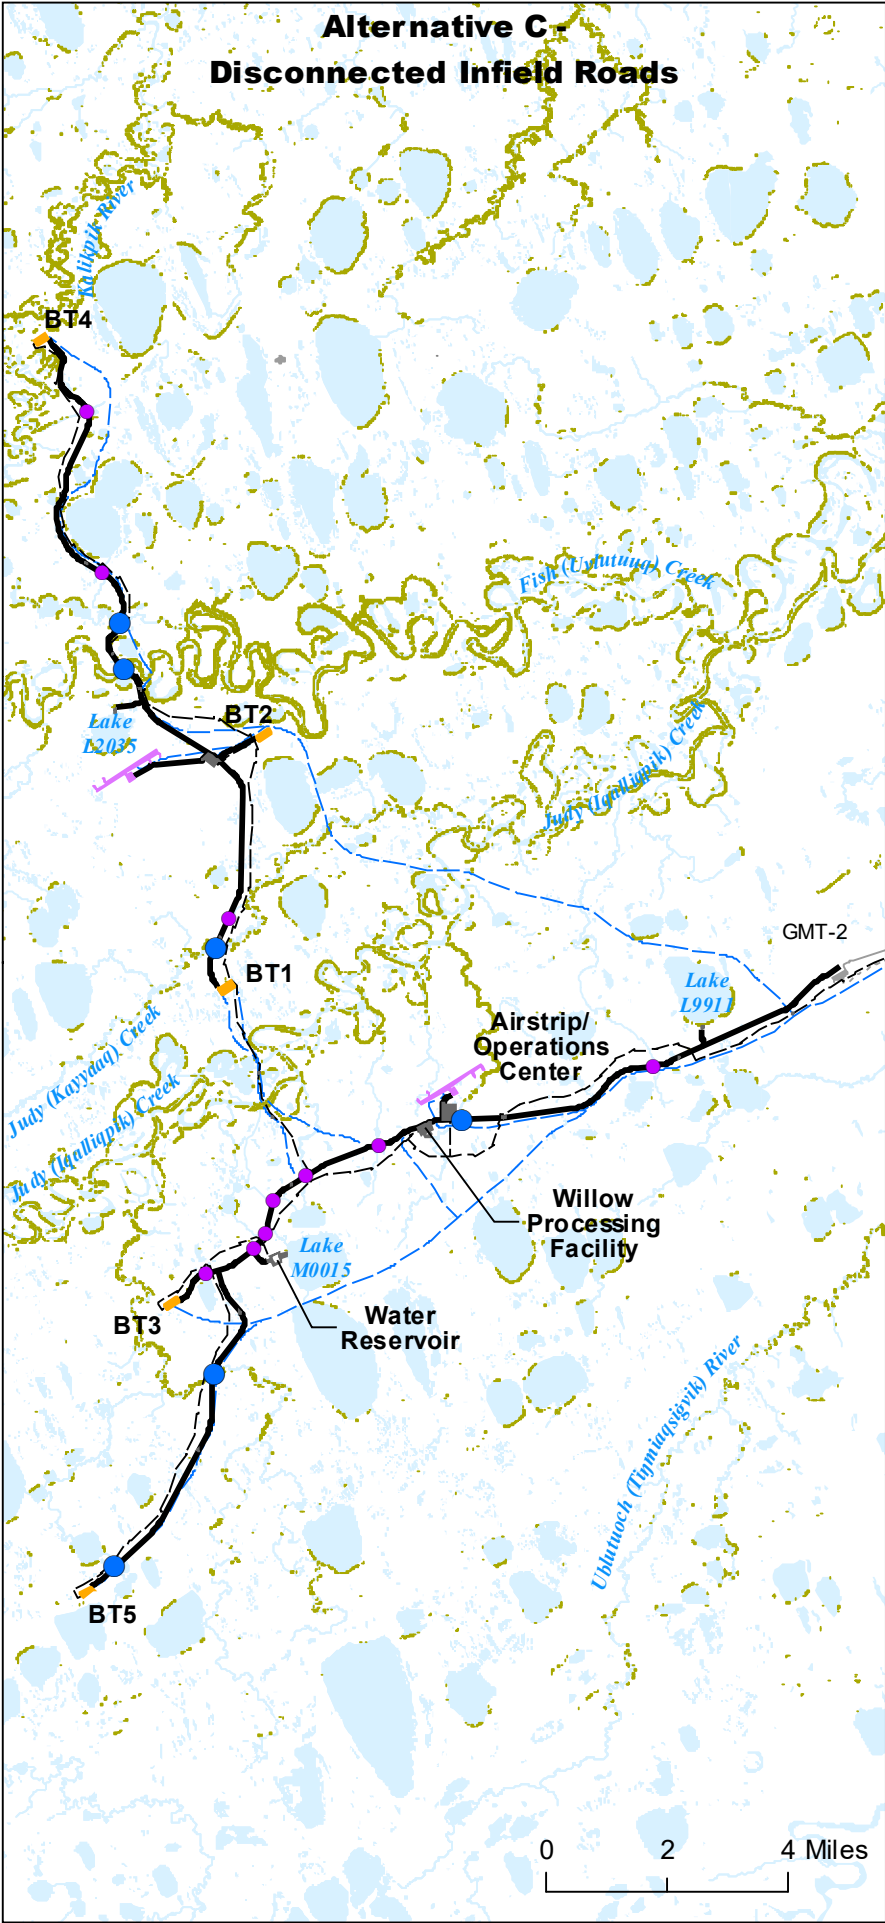 Alternative C -
Disconnected Infield Roads
Kalikpik River
BT4
Fish (Uvlutuuq) Creek
BT2
Lake
L2035
Judy (Iqalliqpik) Creek
GMT-2
BT1
Lake
L9911
Airstrip/
Operations
Center
Judy (Kayyaaq) Creek
Judy (Iqalliqpik) Creek
Willow
Processing
Facility
Lake
M0015
BT3
Water
Reservoir
Ublutuoch (Tiŋmiaqsiġvik) River
BT5
0 2 4 Miles